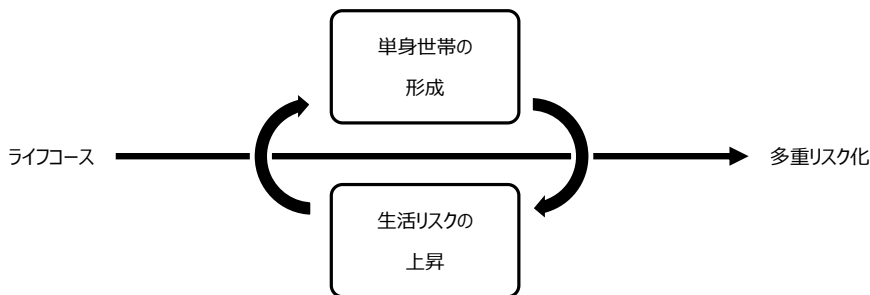 単身世帯の
形成
ライフコース
多重リスク化
生活リスクの
上昇